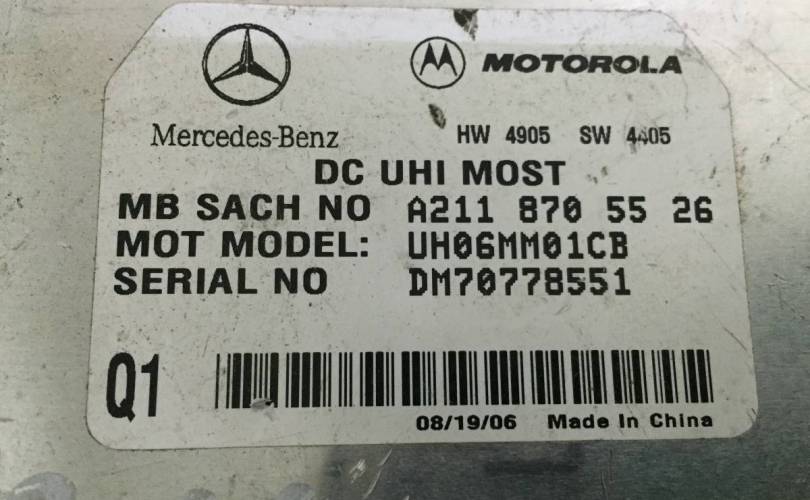 MOTOROLA
Mercedes-Benz
HW 4905 SW 4405
DC UHI MOST
MB SACH NO A211 870 55 26
MOT MODEL: UH06MM01CB
SERIAL NO DM70778551
Q1
08/19/06 Made In China